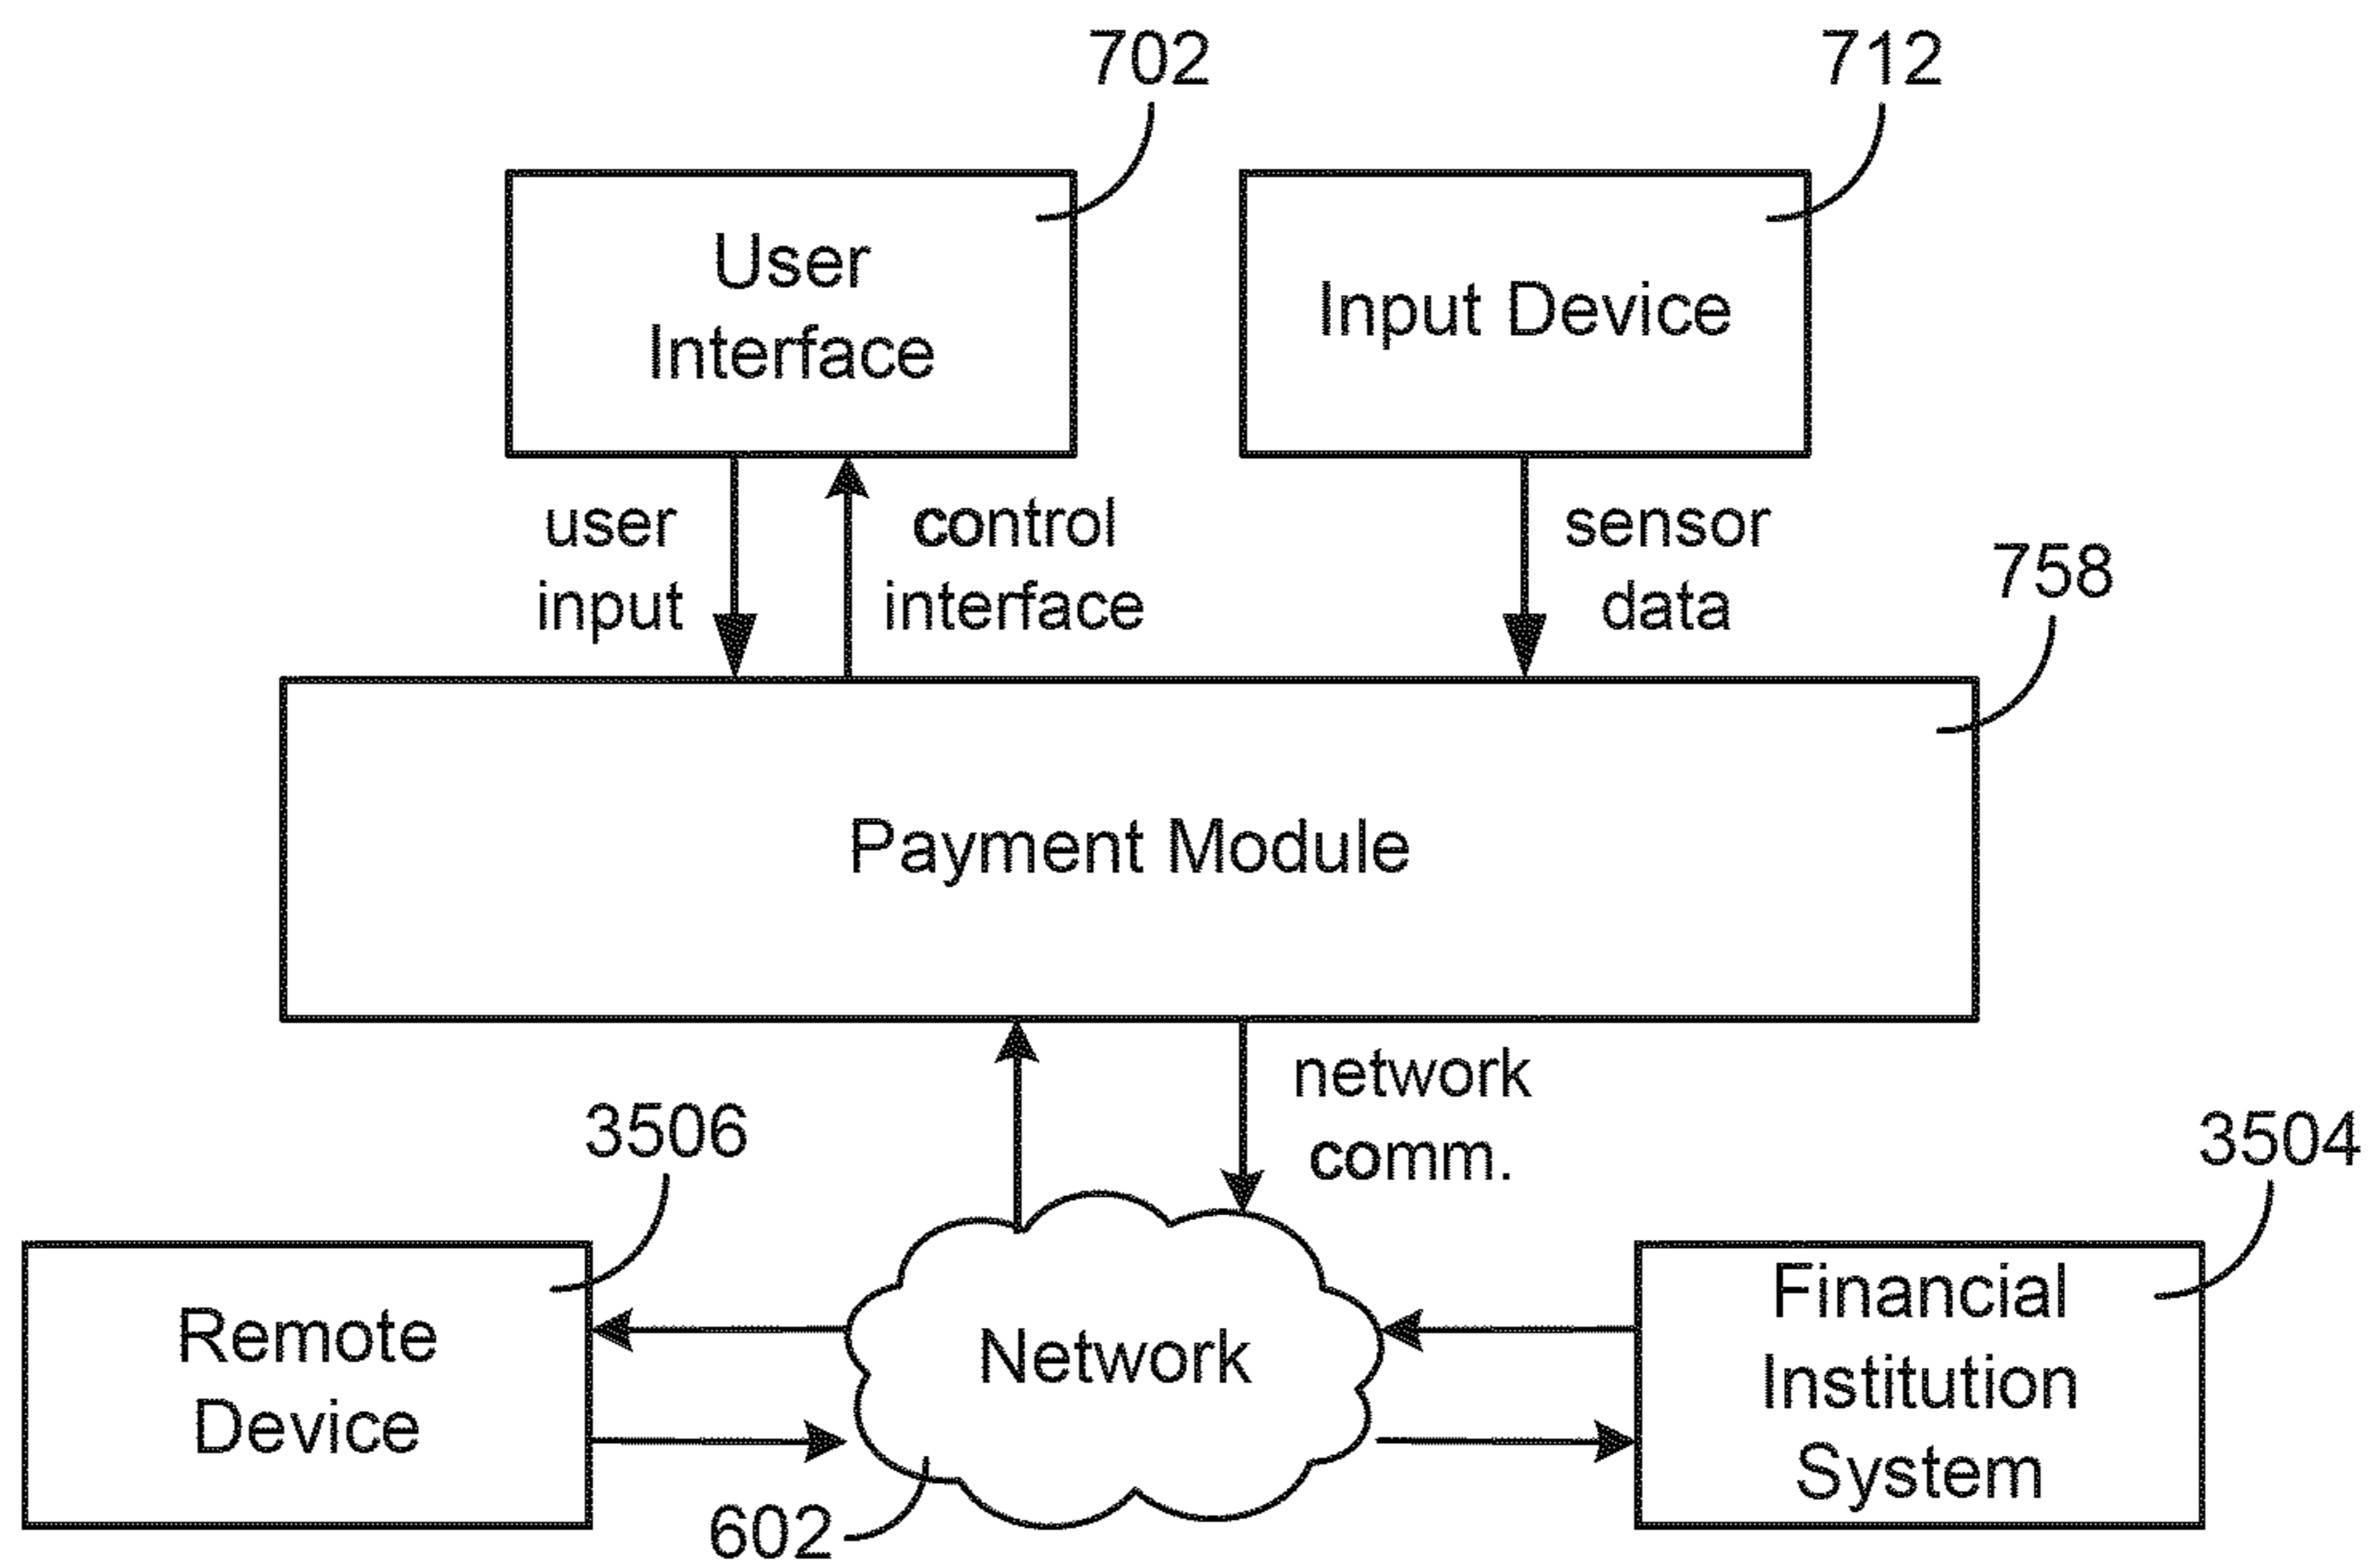 702
712
User
Interface
Input Device
user
input
control
interface
sensor
data
758
Payment Module
network
comm.
3506
3504
Remote
Device
Network
Financial
Institution
System
602